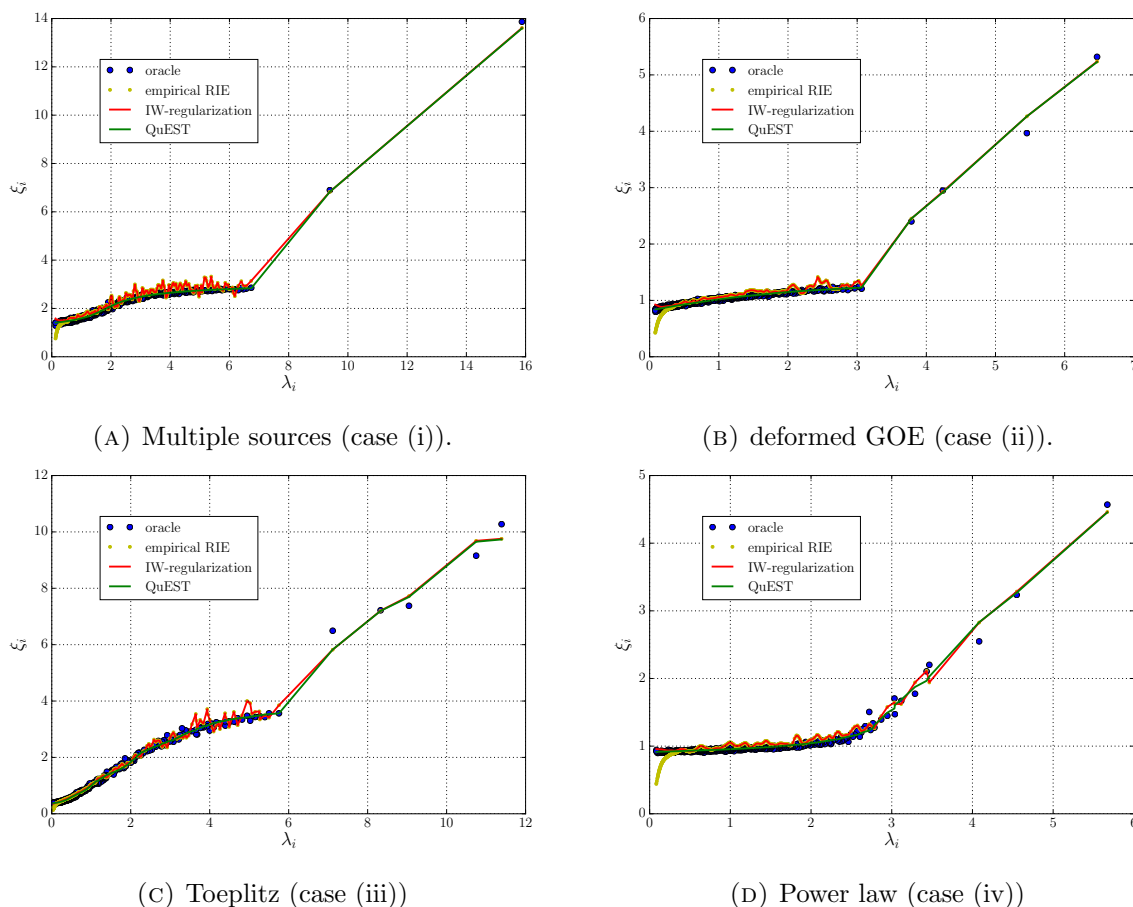 14
12
10
8
6
4
2
0
ξᵢ
oracle
empirical RIE
IW-regularization
QuEST
0 2 4 6 8 10 12 14 16
λᵢ
(A) Multiple sources (case (i)).
6
5
4
3
2
1
0
ξᵢ
oracle
empirical RIE
IW-regularization
QuEST
0 1 2 3 4 5 6 7
λᵢ
(B) deformed GOE (case (ii)).
12
10
8
6
4
2
0
ξᵢ
oracle
empirical RIE
IW-regularization
QuEST
0 2 4 6 8 10 12
λᵢ
(C) Toeplitz (case (iii))
5
4
3
2
1
0
ξᵢ
oracle
empirical RIE
IW-regularization
QuEST
0 1 2 3 4 5 6
λᵢ
(D) Power law (case (iv))